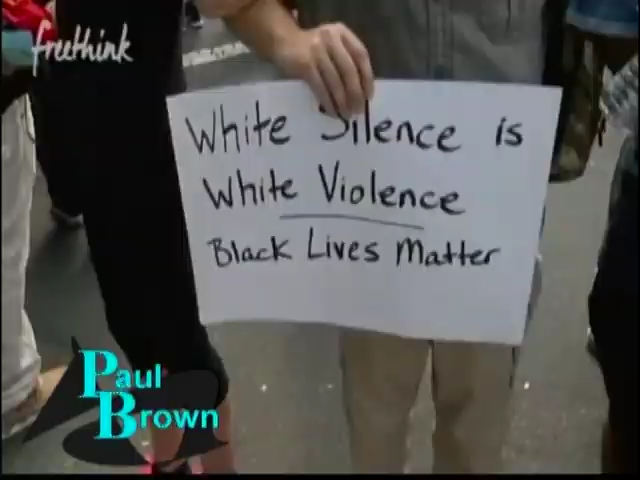 freethink
White Silence is
White Violence
Black Lives Matter
Paul
Brown